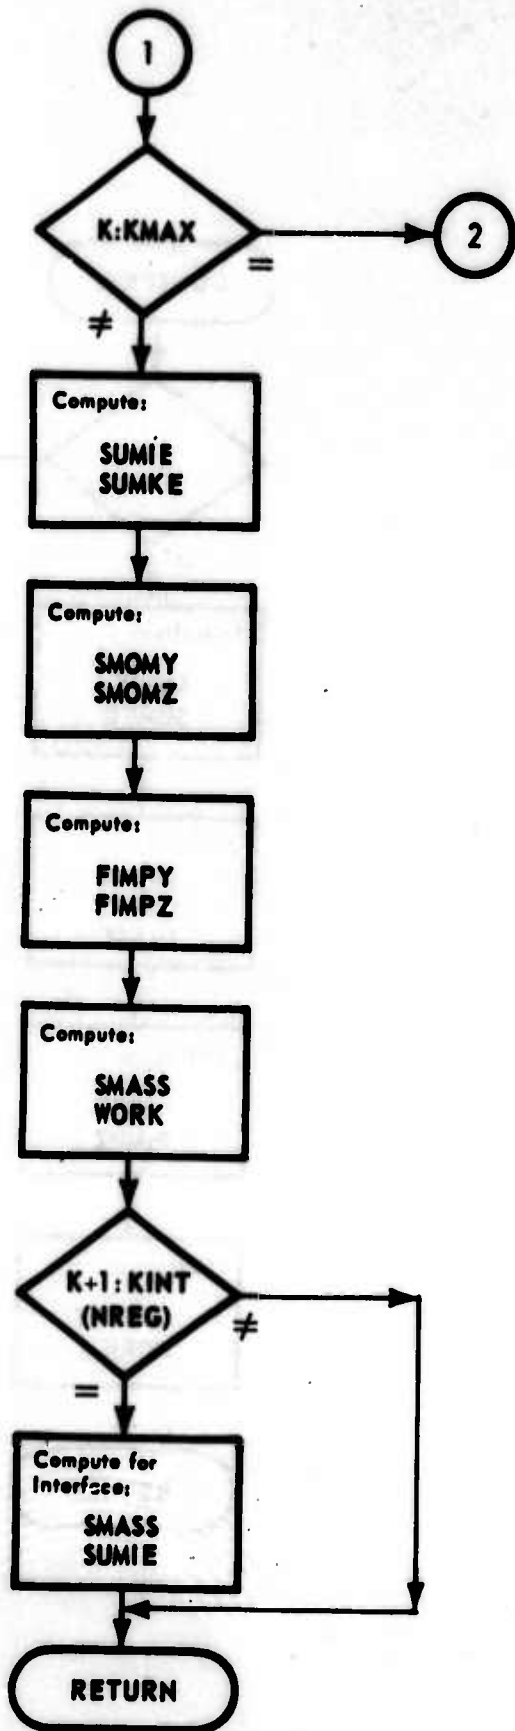 1
K:KMAX
2
=
≠
Compute:
SUMIE
SUMKE
Compute:
SMOMY
SMOMZ
Compute:
FIMPY
FIMPZ
Compute:
SMASS
WORK
K+1:KINT
(NREG)
≠
=
Compute for
Interface:
SMASS
SUMIE
RETURN